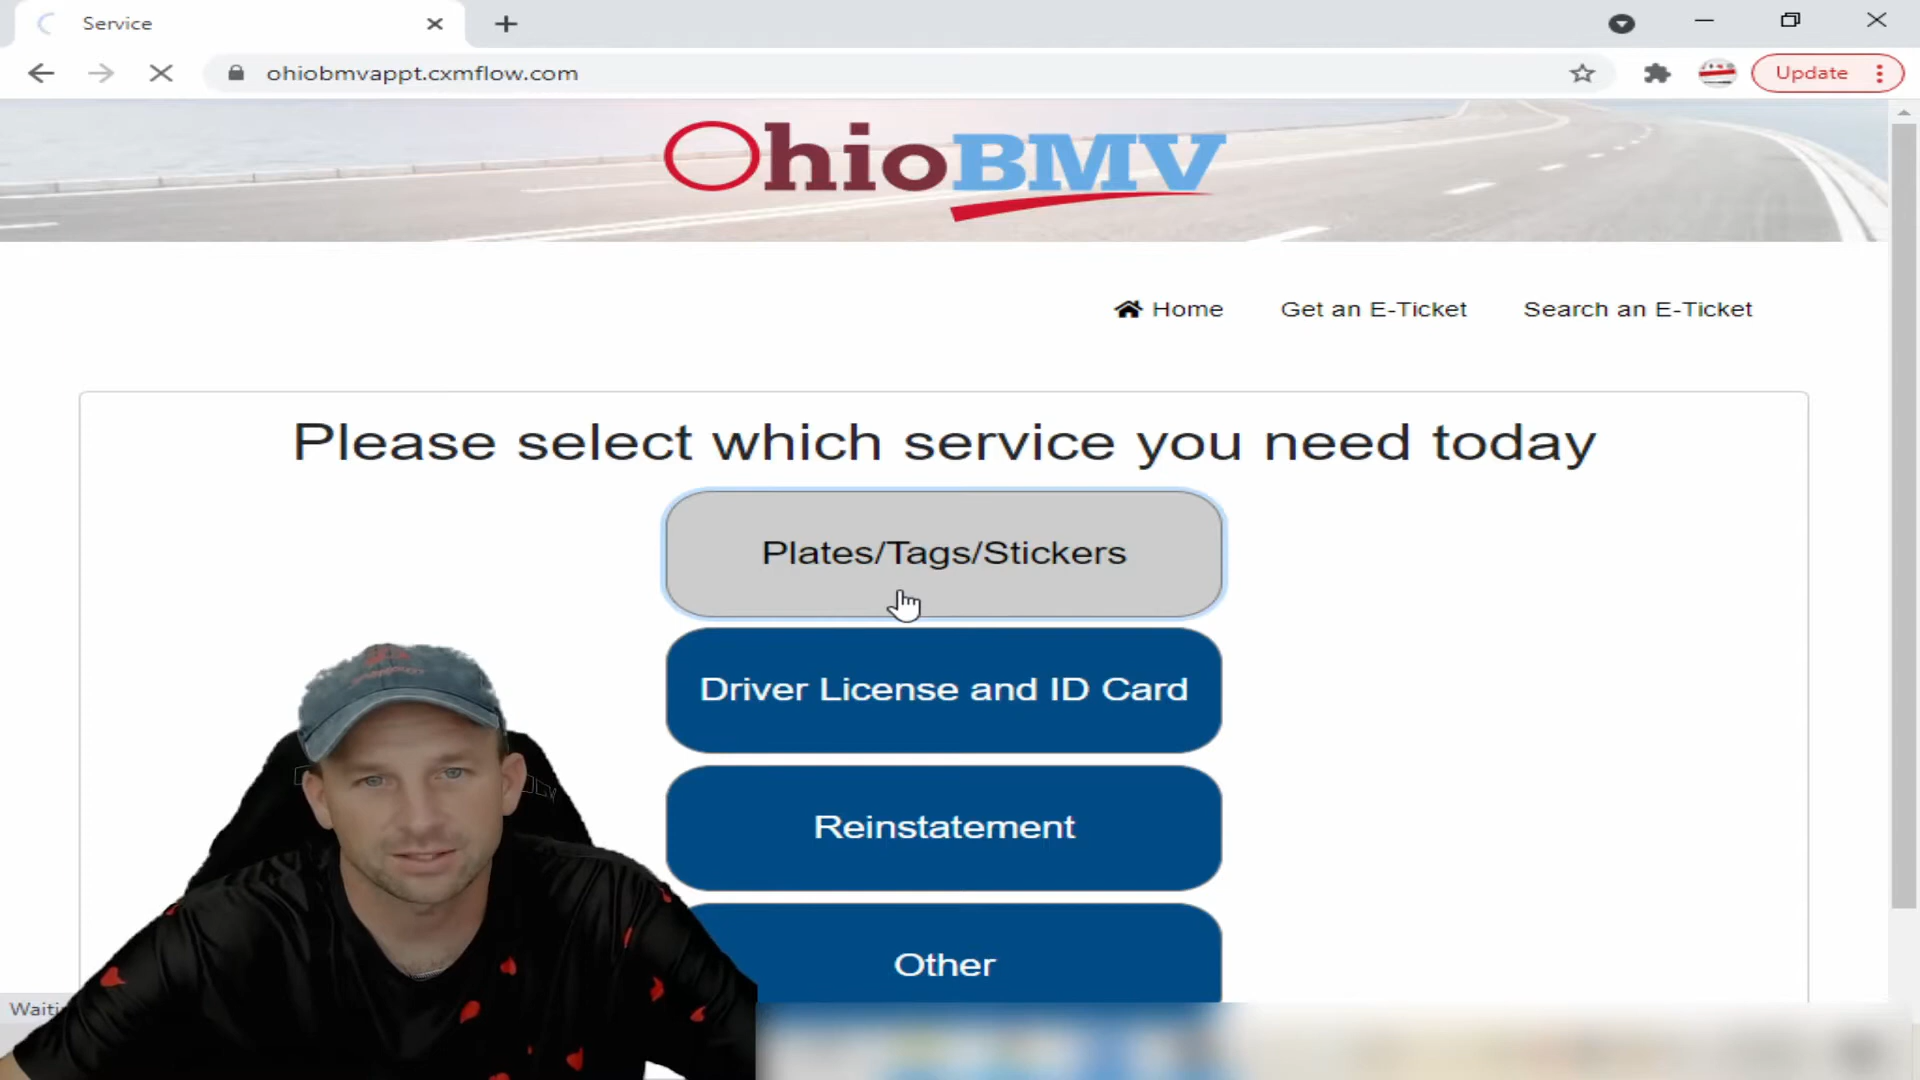 Service
ohiobmvappt.cxmflow.com
Update
OhioBMV
Home
Get an E-Ticket
Search an E-Ticket
Please select which service you need today
Plates/Tags/Stickers
Driver License and ID Card
Reinstatement
Other